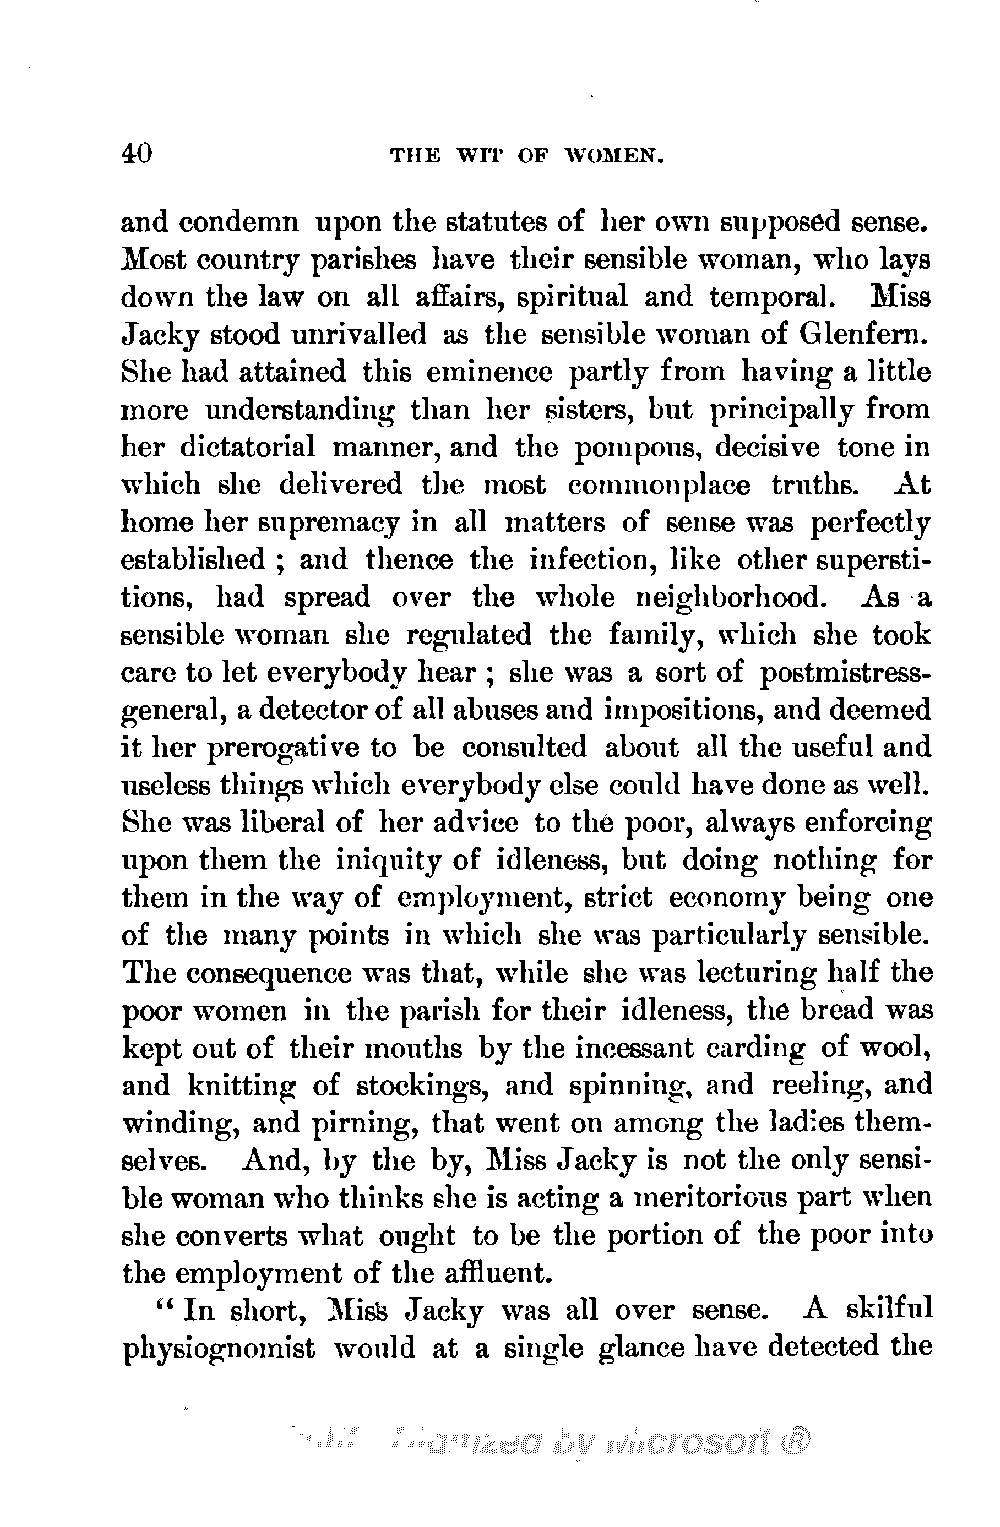 40 THE WIT OF WOMEN.
and condemn upon the statutes of her own supposed sense.
Most country parishes have their sensible woman, who lays
down the law on all affairs, spiritual and temporal. Miss
Jacky stood unrivalled as the sensible woman of Glenfern.
She had attained this eminence partly from having a little
more understanding than her sisters, but principally from
her dictatorial manner, and the pompous, decisive tone in
which she delivered the most commonplace truths. At
home her supremacy in all matters of sense was perfectly
established ; and thence the infection, like other supersti-
tions, had spread over the whole neighborhood. As a
sensible woman she regulated the family, which she took
care to let everybody hear ; she was a sort of postmistress-
general, a detector of all abuses and impositions, and deemed
it her prerogative to be consulted about all the useful and
useless things which everybody else could have done as well.
She was liberal of her advice to the poor, always enforcing
upon them the iniquity of idleness, but doing nothing for
them in the way of employment, strict economy being one
of the many points in which she was particularly sensible.
The consequence was that, while she was lecturing half the
poor women in the parish for their idleness, the bread was
kept out of their mouths by the incessant carding of wool,
and knitting of stockings, and spinning, and reeling, and
winding, and pirning, that went on among the ladies them-
selves. And, by the by, Miss Jacky is not the only sensi-
ble woman who thinks she is acting a meritorious part when
she converts what ought to be the portion of the poor into
the employment of the affluent.
“ In short, Miss Jacky was all over sense. A skilful
physiognomist would at a single glance have detected the
by Microsoft ®